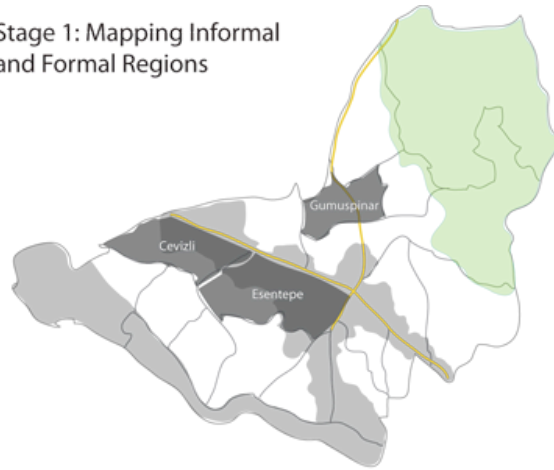 Stage 1: Mapping Informal
and Formal Regions
Gumuspinar
Cevizli
Esentepe